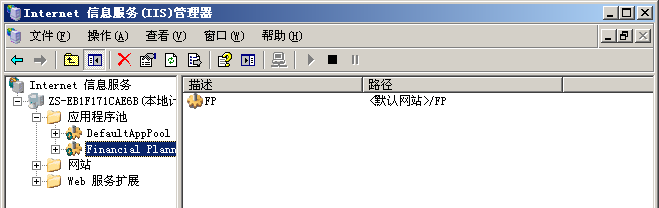 Internet 信息服务(IIS)管理器
文件(F) 操作(A) 查看(V) 窗口(W) 帮助(H)
Internet 信息服务
ZS-EB1F171CAE6B(本地计
应用程序池
DefaultAppPool
Financial Plann
网站
Web 服务扩展
描述 路径
FP <默认网站>/FP